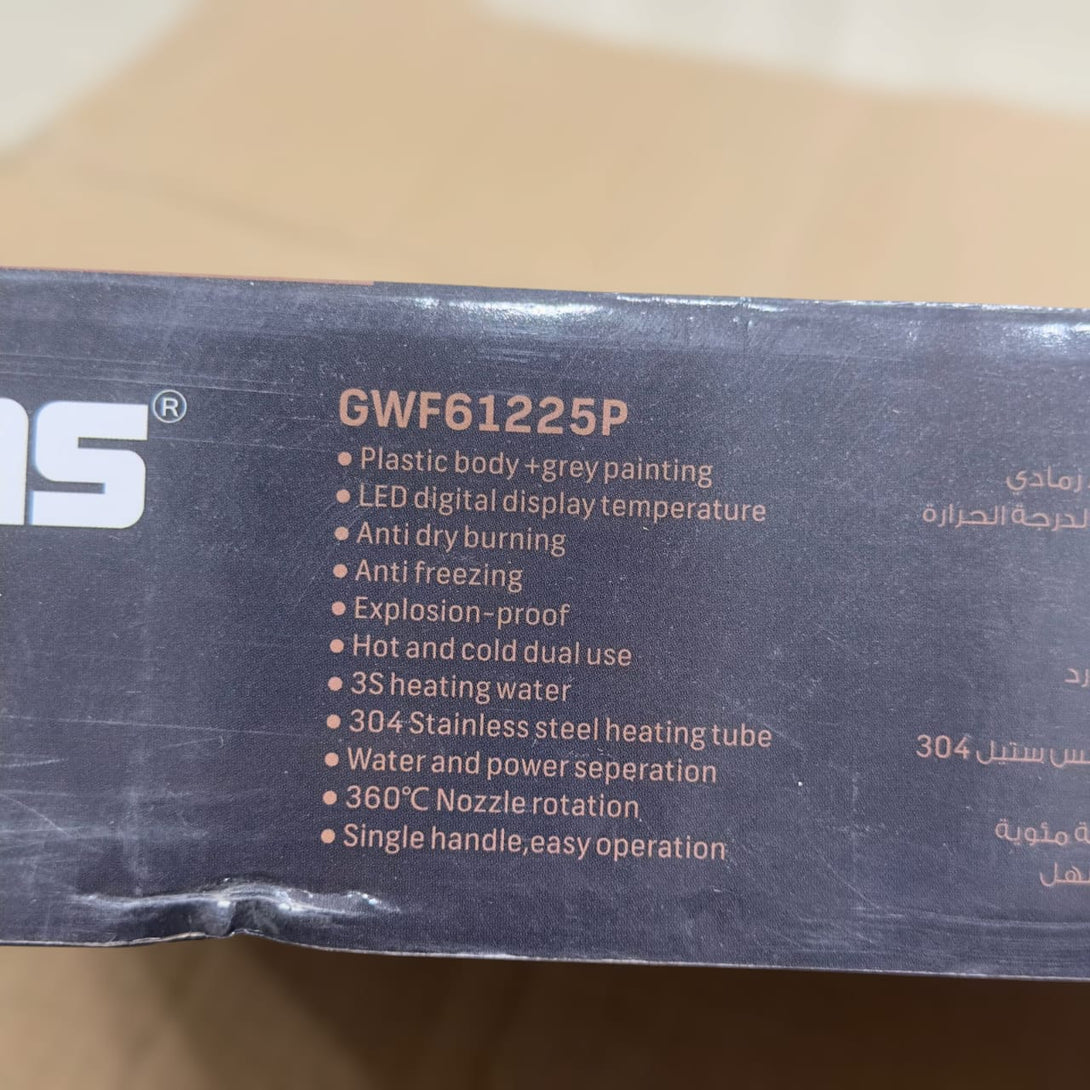 ®
GWF61225P
• Plastic body +grey painting
• LED digital display temperature
• Anti dry burning
• Anti freezing
• Explosion-proof
• Hot and cold dual use
• 3S heating water
• 304 Stainless steel heating tube
• Water and power seperation
• 360℃ Nozzle rotation
• Single handle,easy operation
رمادي
لدرجة الحرارة
ستيل 304
مئوية